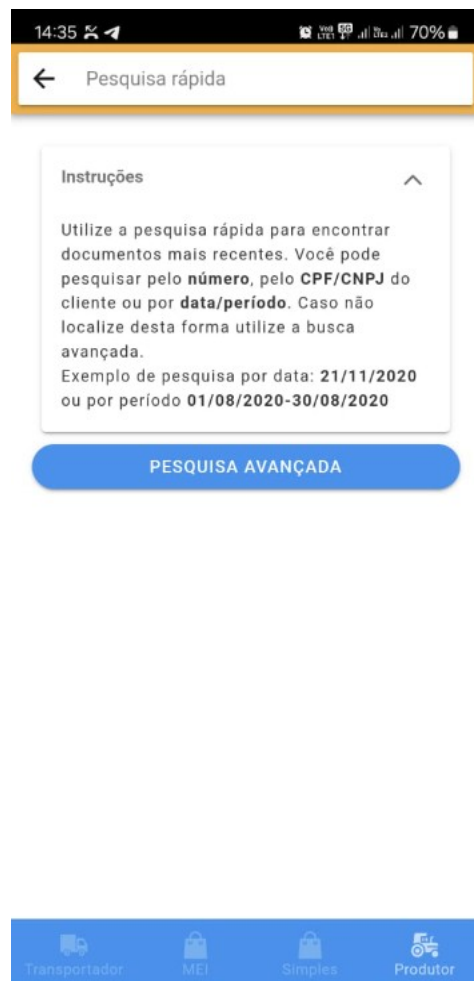 14:35 70%
Pesquisa rápida
Instruções
Utilize a pesquisa rápida para encontrar
documentos mais recentes. Você pode
pesquisar pelo número, pelo CPF/CNPJ do
cliente ou por data/período. Caso não
localize desta forma utilize a busca
avançada.
Exemplo de pesquisa por data: 21/11/2020
ou por período 01/08/2020-30/08/2020
PESQUISA AVANÇADA
Transportador MEI Simples Produtor